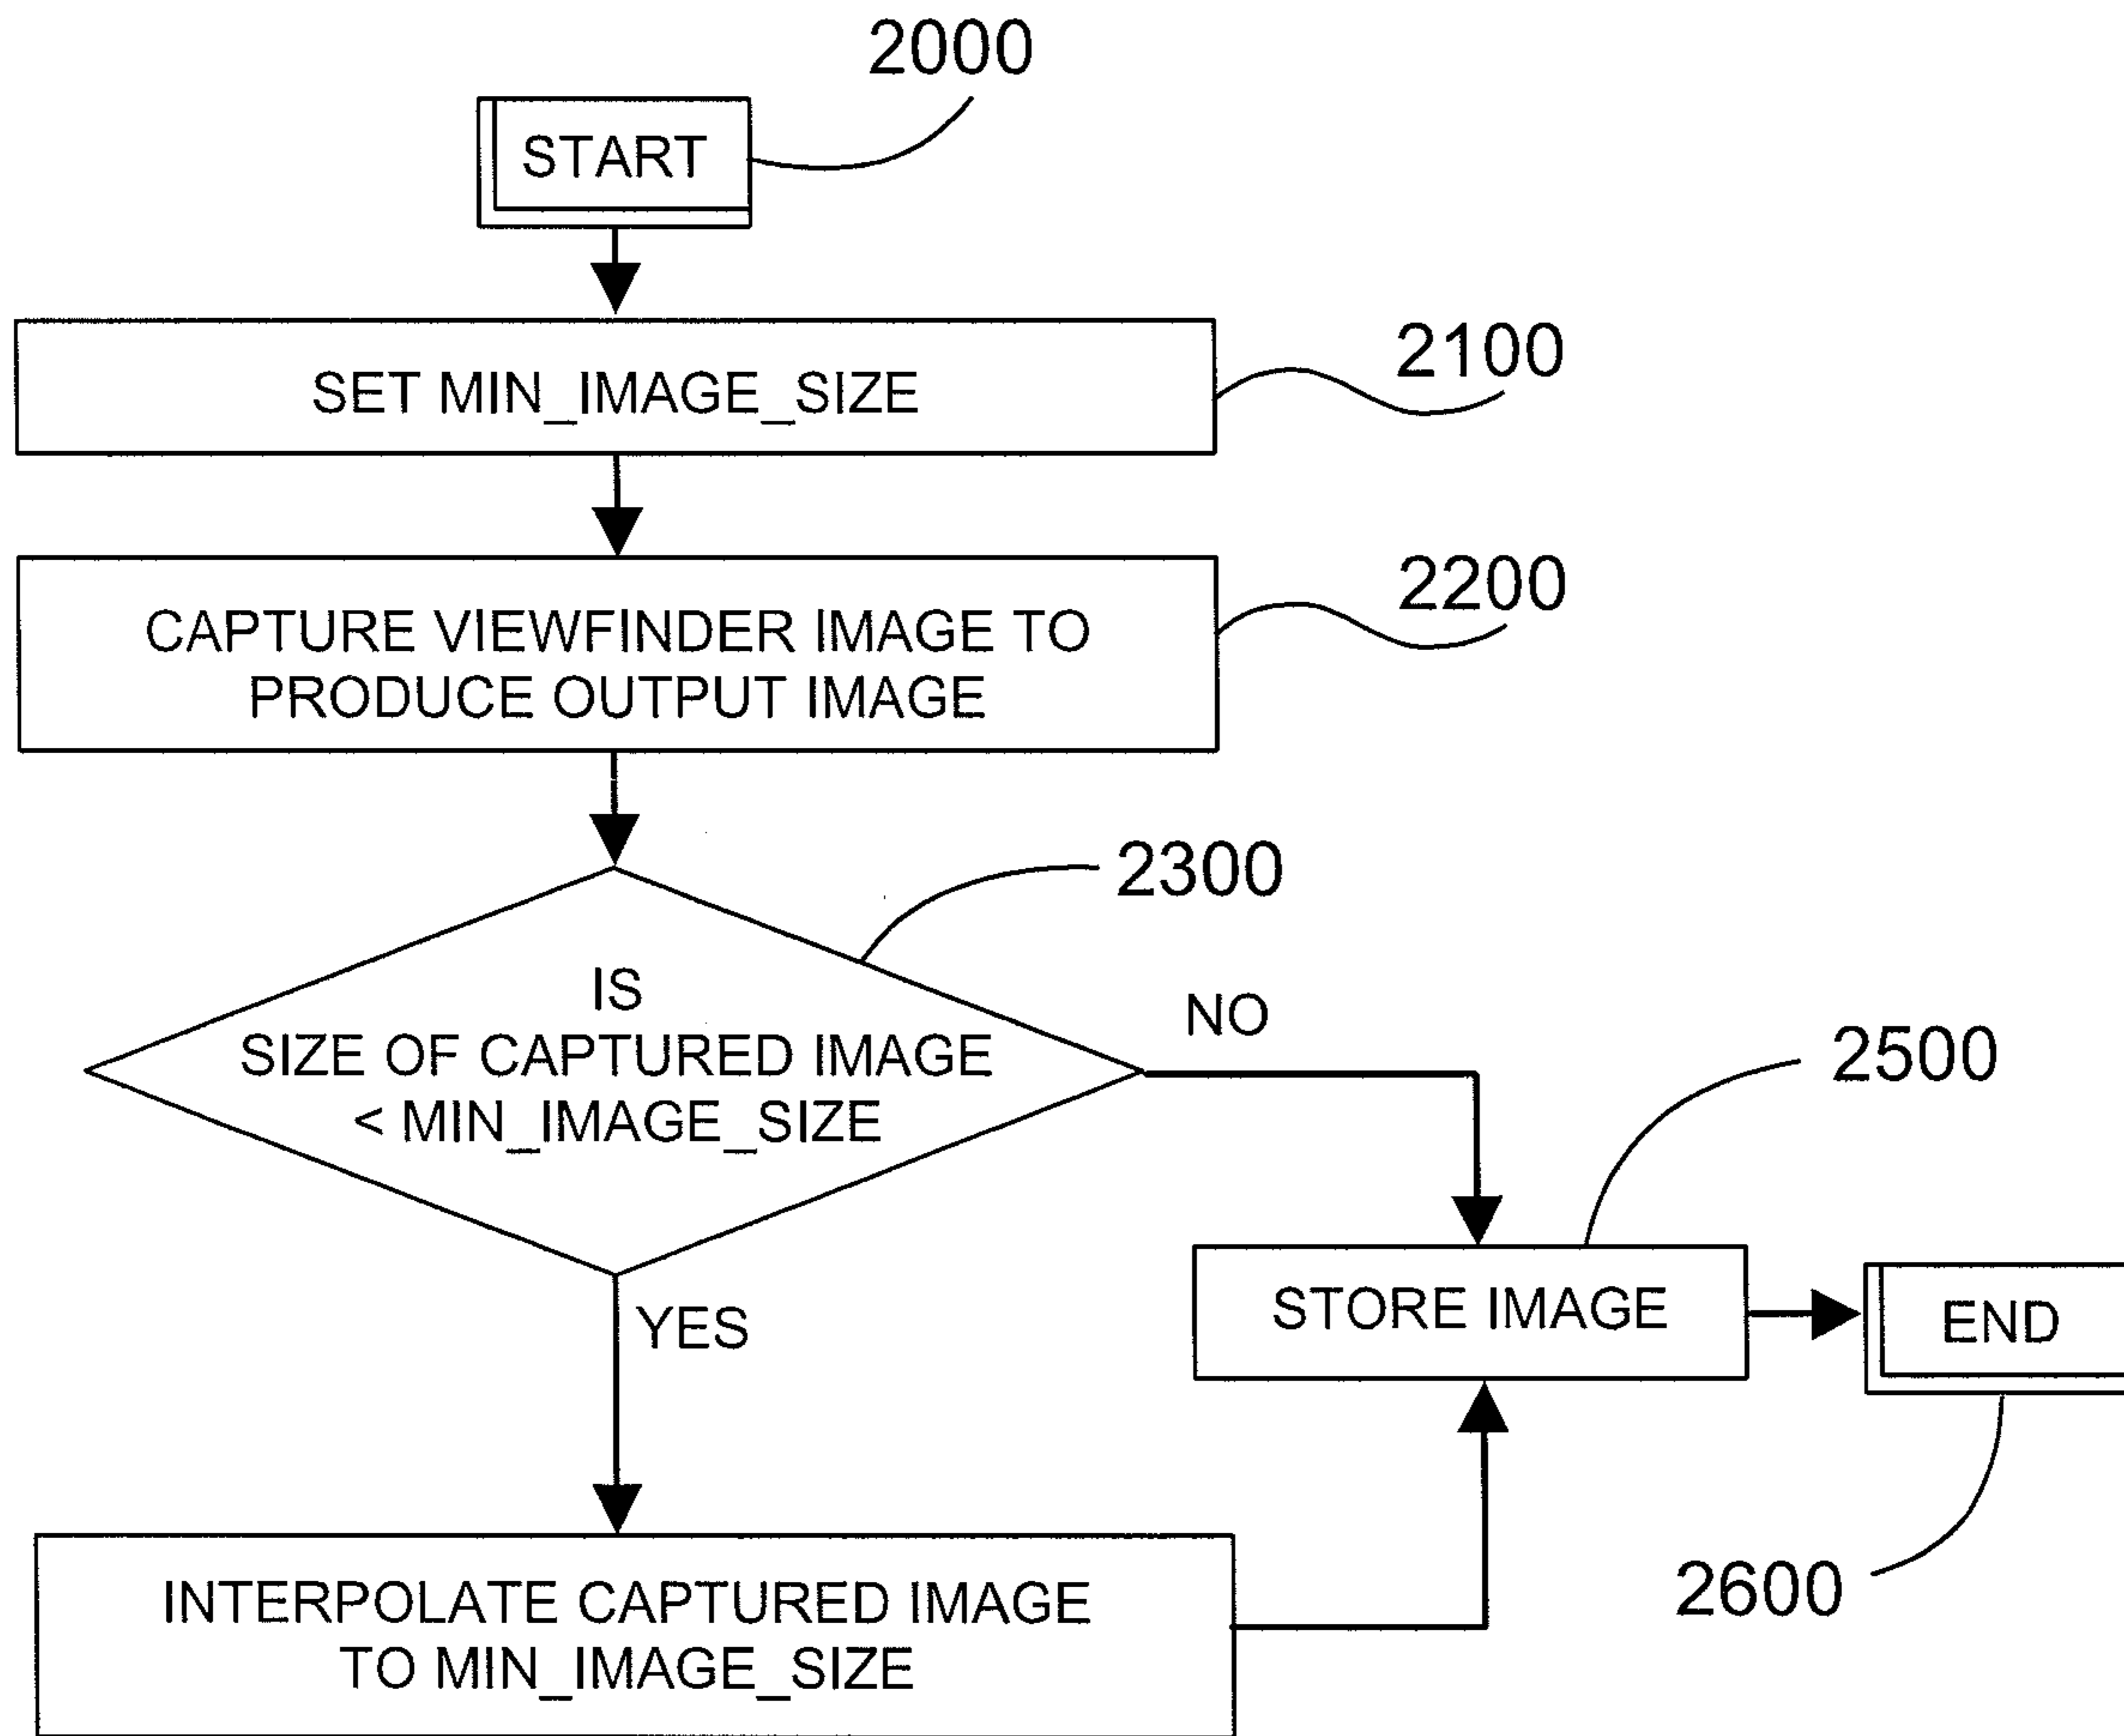 2000
START
2100
SET MIN_IMAGE_SIZE
2200
CAPTURE VIEWFINDER IMAGE TO
PRODUCE OUTPUT IMAGE
2300
IS
SIZE OF CAPTURED IMAGE
< MIN_IMAGE_SIZE
NO
2500
YES
STORE IMAGE
END
2600
INTERPOLATE CAPTURED IMAGE
TO MIN_IMAGE_SIZE